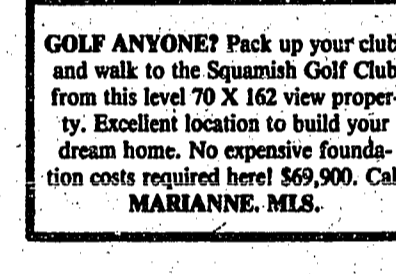 GOLF ANYONE? Pack up your club
and walk to the Squamish Golf Club
from this level 70 X 162 view proper-
ty. Excellent location to build your
dream home. No expensive founda-
tion costs required here! $69,900. Cal
MARIANNE. MLS.